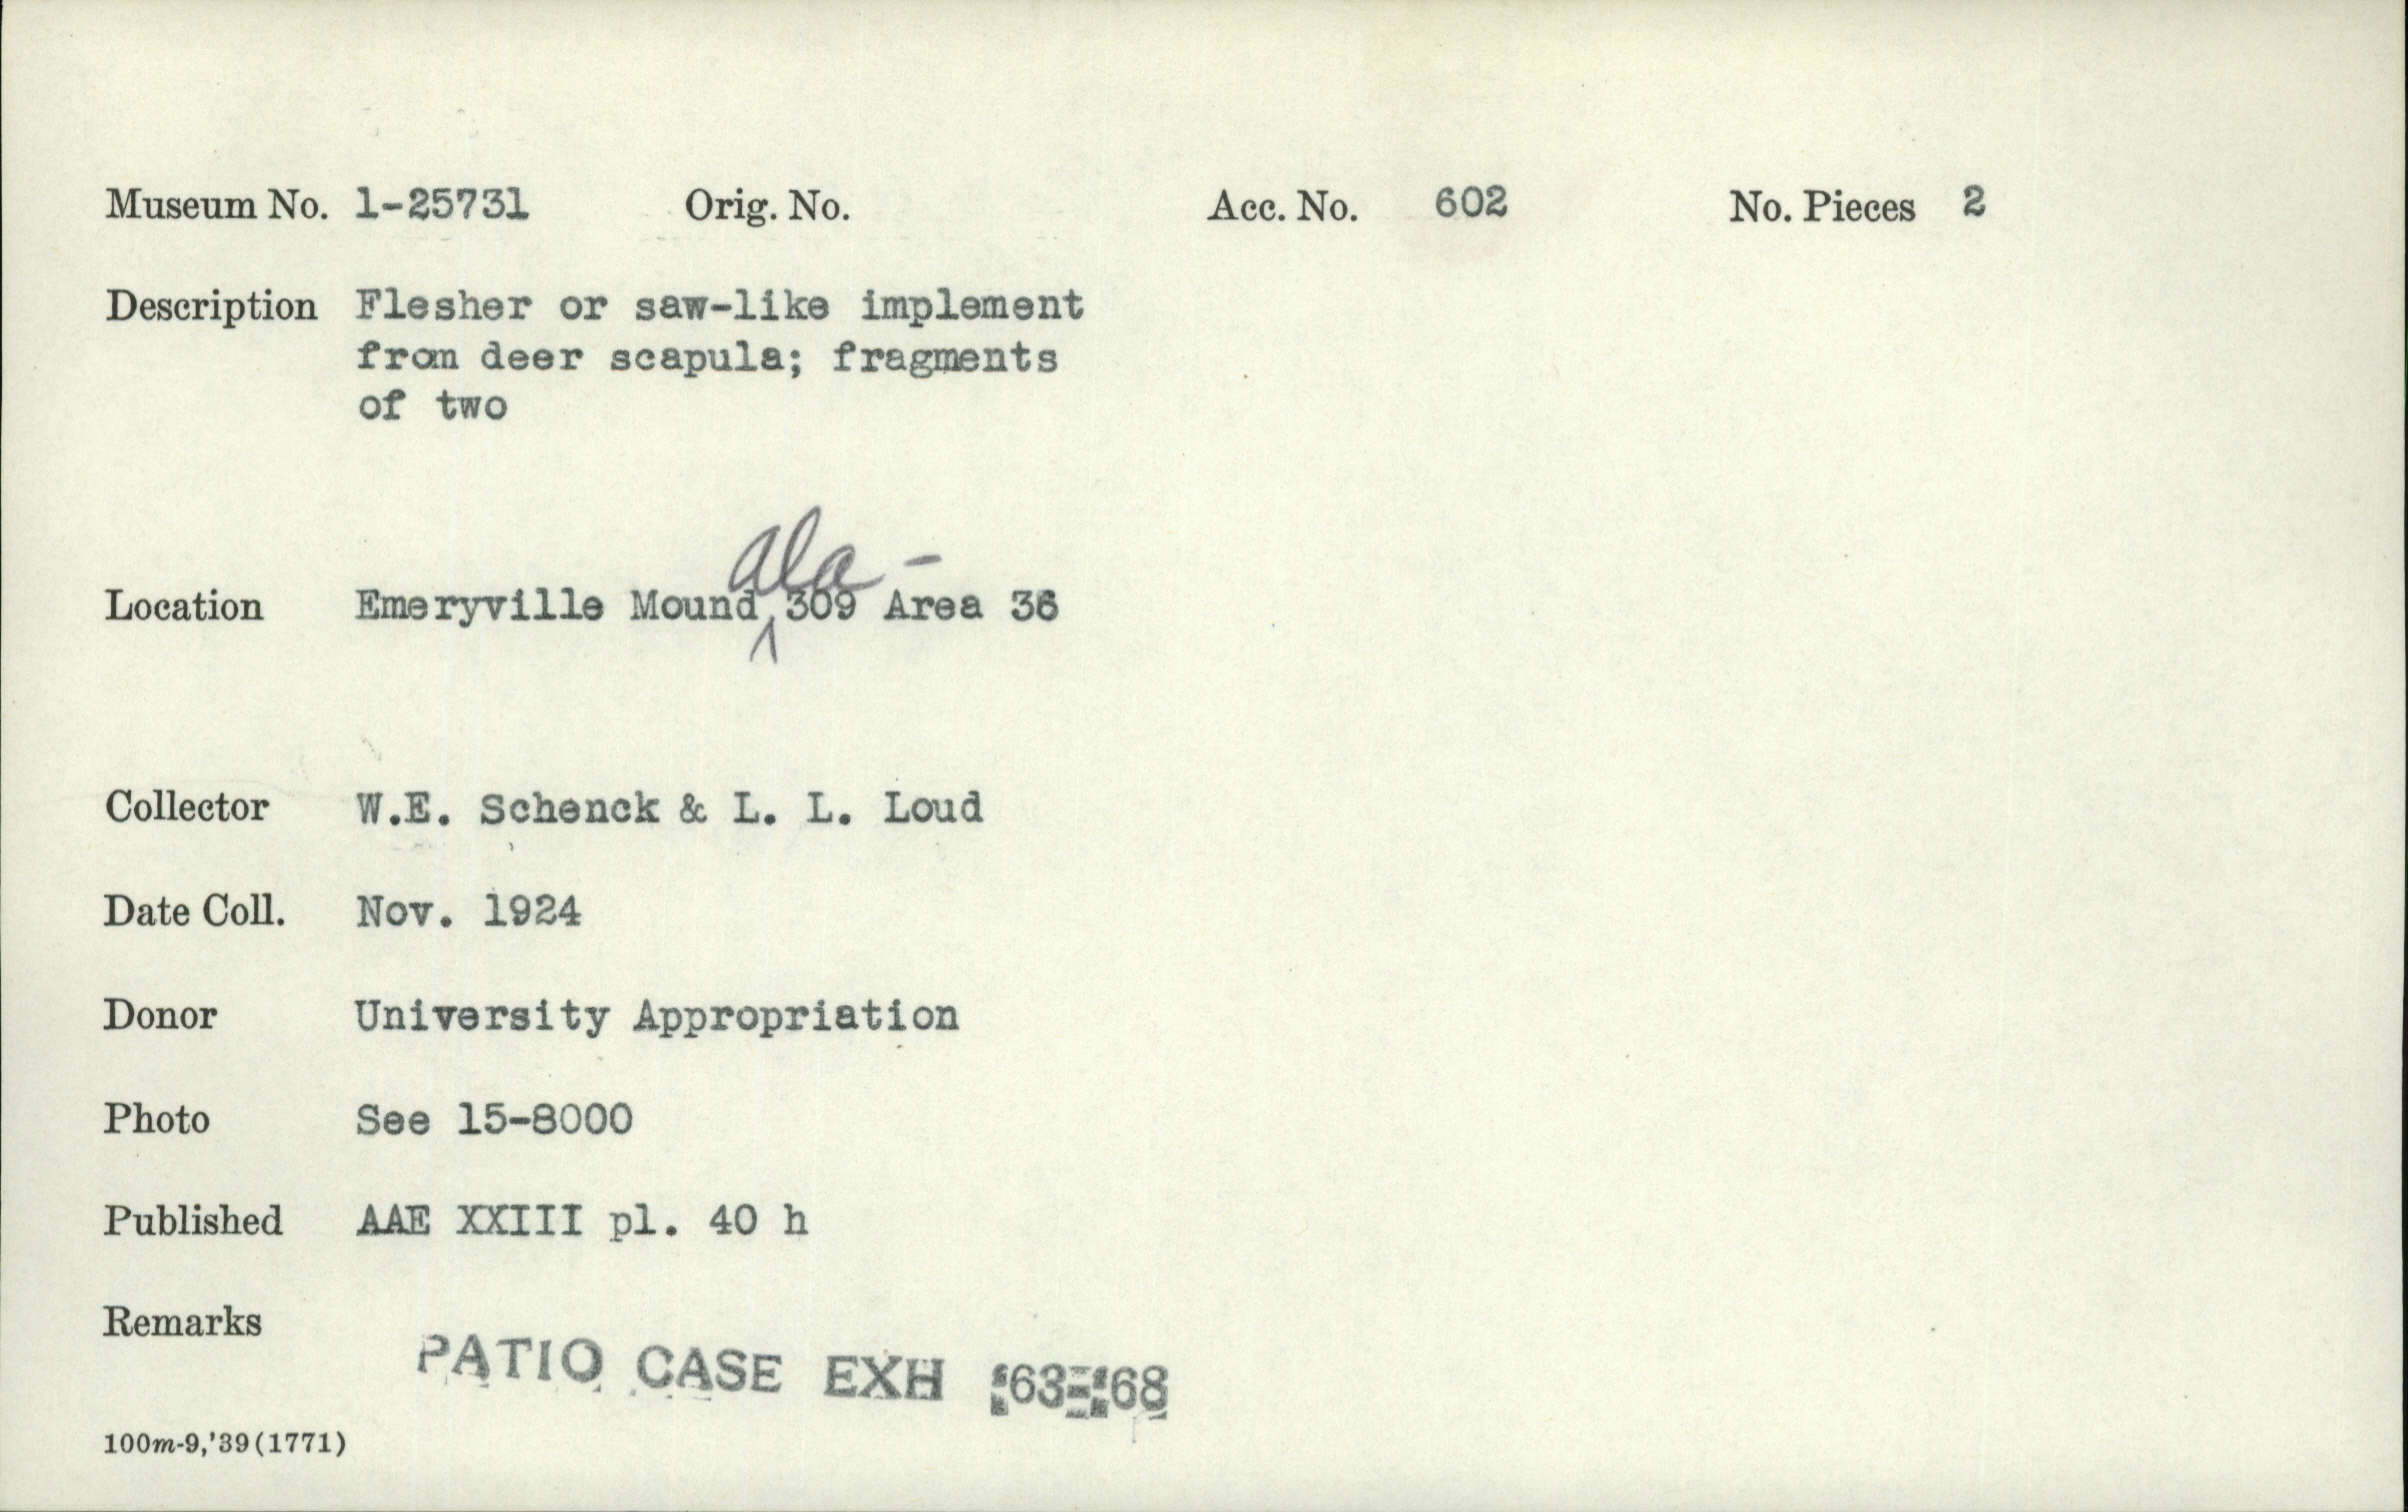 Museum No. 1-25731 Orig. No. Acc. No. 602 No. Pieces 2
Description Flesher or saw-like implement
from deer scapula; fragments
of two
Ala -
Location Emeryville Mound, 309 Area 36
Collector W.E. Schenck & L. L. Loud
Date Coll. Nov. 1924
Donor University Appropriation
Photo See 15-8000
Published AAE XXIII pl. 40 h
Remarks
PATIO CASE EXH '63-'68
100m-9,'39(1771)